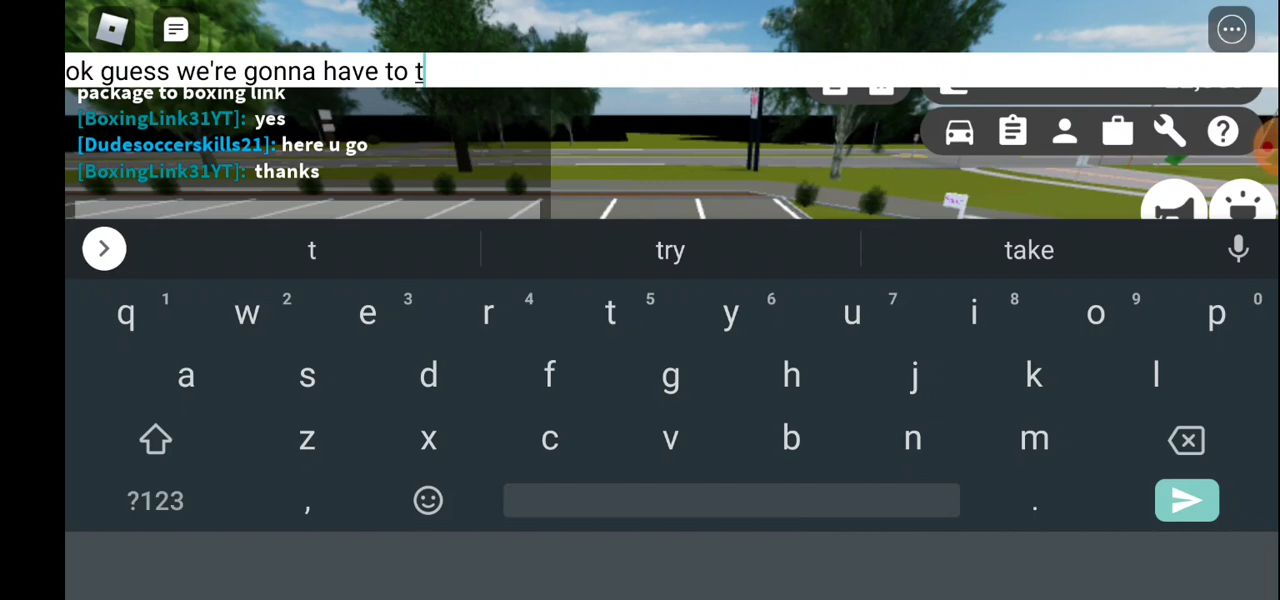 ok guess we're gonna have to t
package to boxing link
[BoxingLink31YT]: yes
[Dudesoccerskills21]: here u go
[BoxingLink31YT]: thanks
t try take
q 1 w 2 e 3 r 4 t 5 y 6 u 7 i 8 o 9 p 0
a s d f g h j k l
z x c v b n m
?123 , .